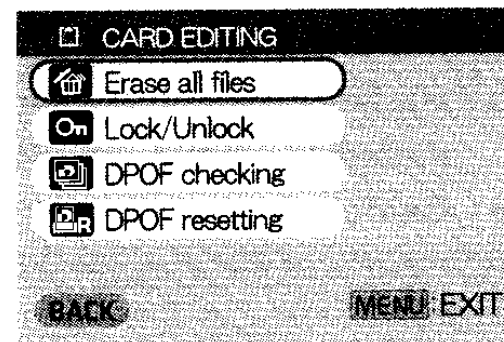 CARD EDITING
Erase all files
Lock/Unlock
DPOF checking
DPOF resetting
BACK MENU EXIT